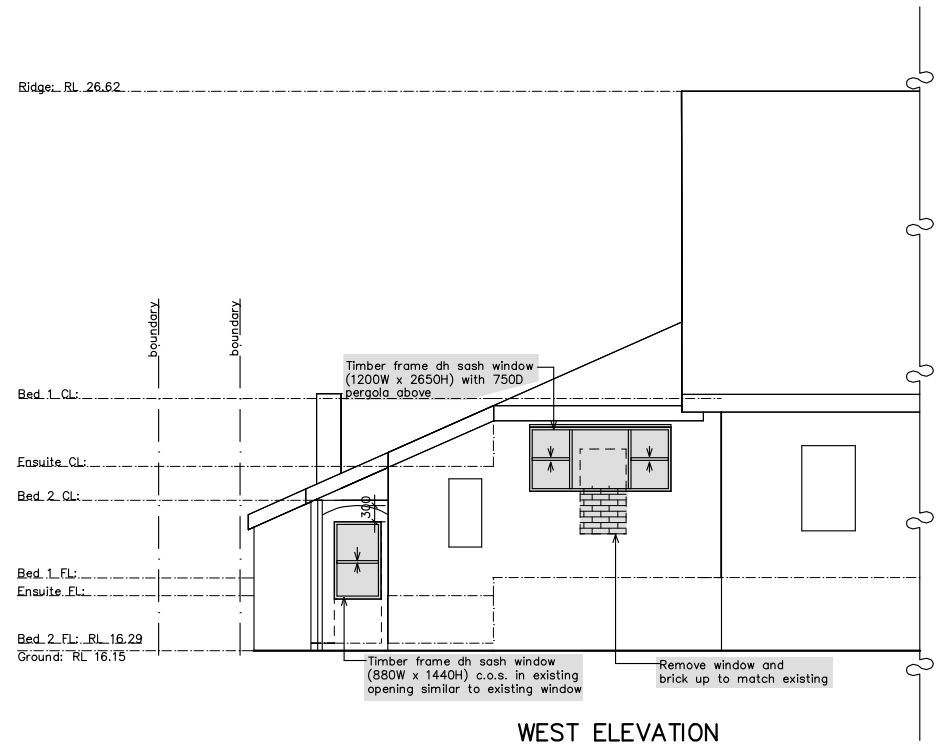 Ridge: RL 26.62
boundary
boundary
Timber frame dh sash window
(1200W x 2650H) with 750D
pergola above
Bed 1 CL:
Ensuite CL:
Bed 2 CL:
300
Bed 1 FL:
Ensuite FL:
Bed 2 FL: RL 16.29
Ground: RL 16.15
Timber frame dh sash window
(880W x 1440H) c.o.s. in existing
opening similar to existing window
Remove window and
brick up to match existing
WEST ELEVATION